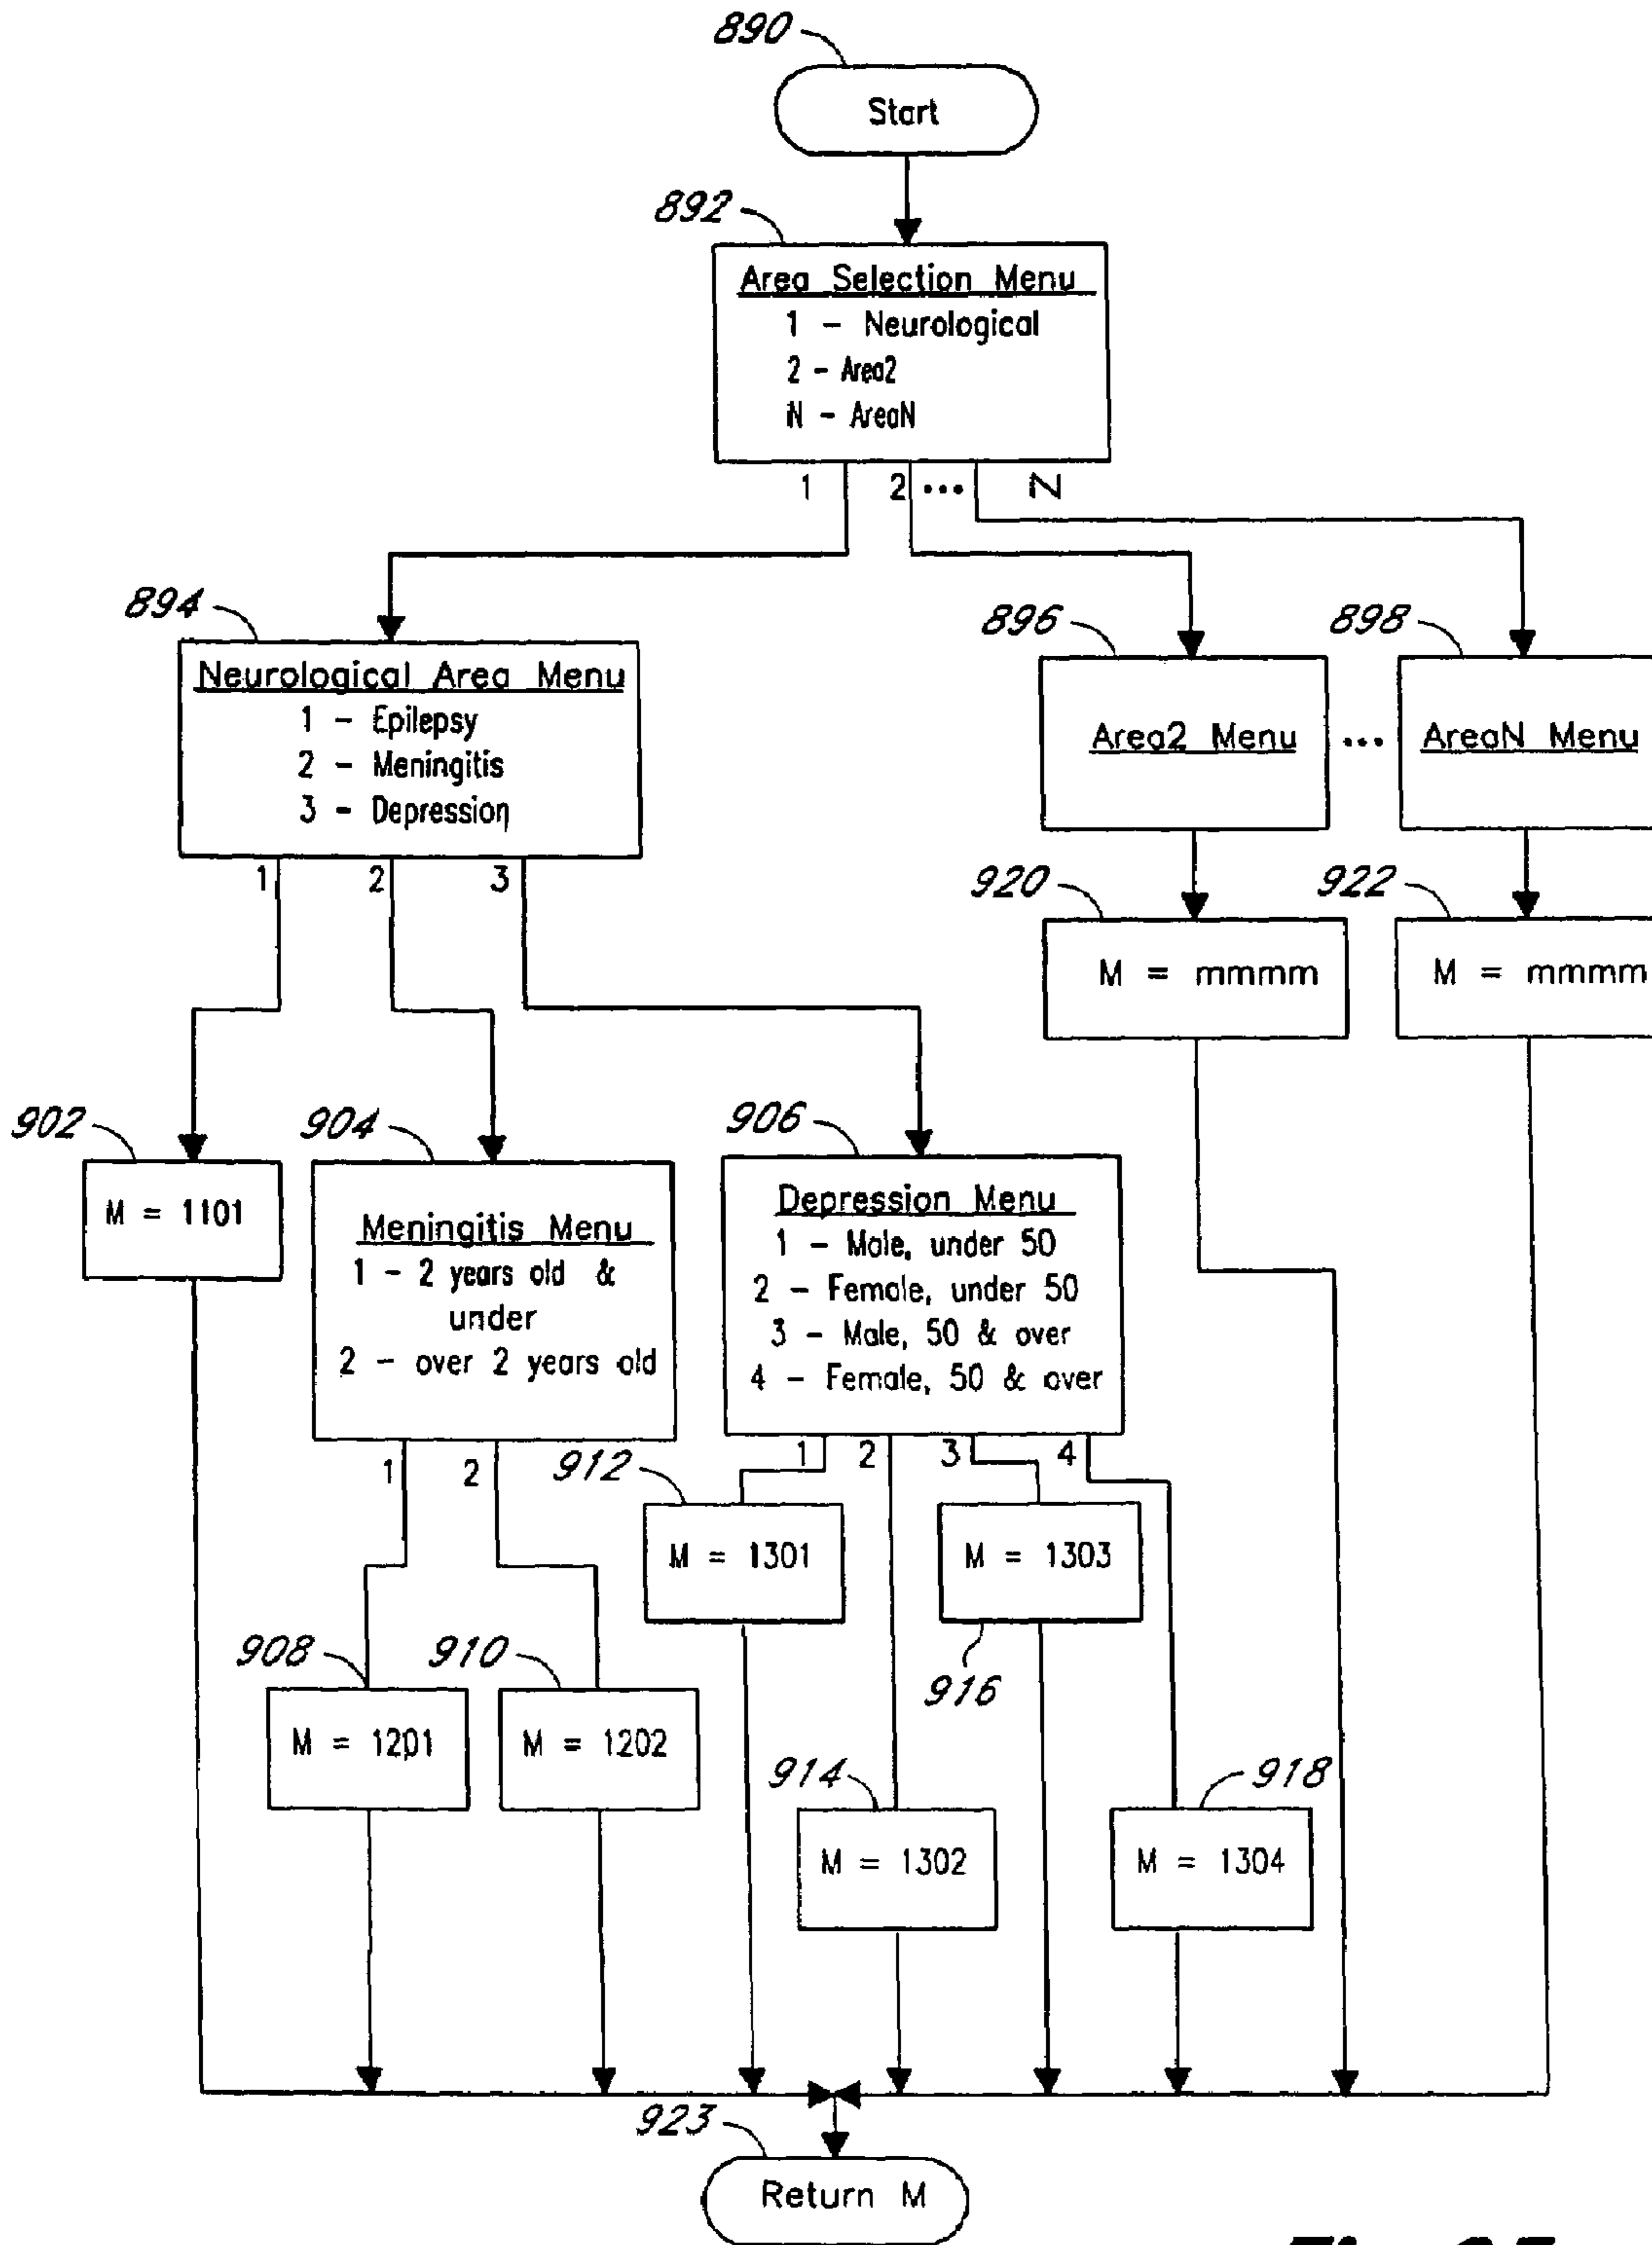 890
Start
892
Area Selection Menu
1 - Neurological
2 - Area2
N - AreaN
1 2 ... N
894
Neurological Area Menu
1 - Epilepsy
2 - Meningitis
3 - Depression
1 2 3
896
Area2 Menu
...
898
AreaN Menu
920
M = mmmm
922
M = mmmm
902
M = 1101
904
Meningitis Menu
1 - 2 years old &
under
2 - over 2 years old
1 2
906
Depression Menu
1 - Male, under 50
2 - Female, under 50
3 - Male, 50 & over
4 - Female, 50 & over
1 2 3 4
912
M = 1301
M = 1303
916
908
M = 1201
910
M = 1202
914
M = 1302
918
M = 1304
923
Return M